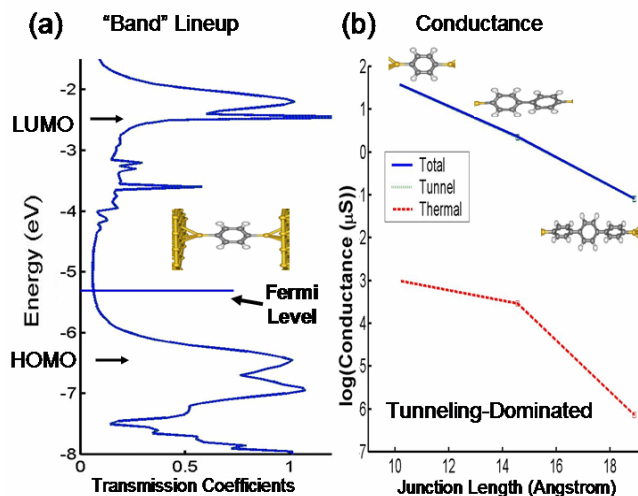 (a)
"Band" Lineup
-2
LUMO
-3
-4
Energy (eV)
-5
Fermi
Level
-6
HOMO
-7
-8
0
0.5
1
Transmission Coefficients
(b)
Conductance
2
1
0
1
2
3
4
5
6
7
log(Conductance (μS))
Total
Tunnel
Thermal
Tunneling-Dominated
10
12
14
16
18
Junction Length (Angstrom)